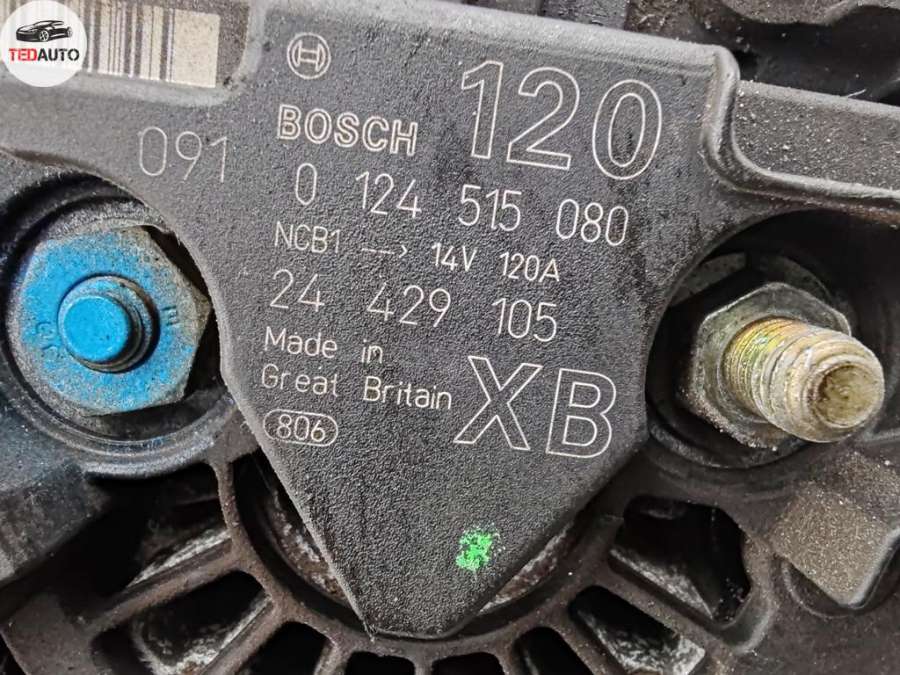 TEDAUTO
BOSCH
120
091
0 124 515 080
NCB1 --> 14V 120A
24 429 105
Made in
Great Britain
XB
806